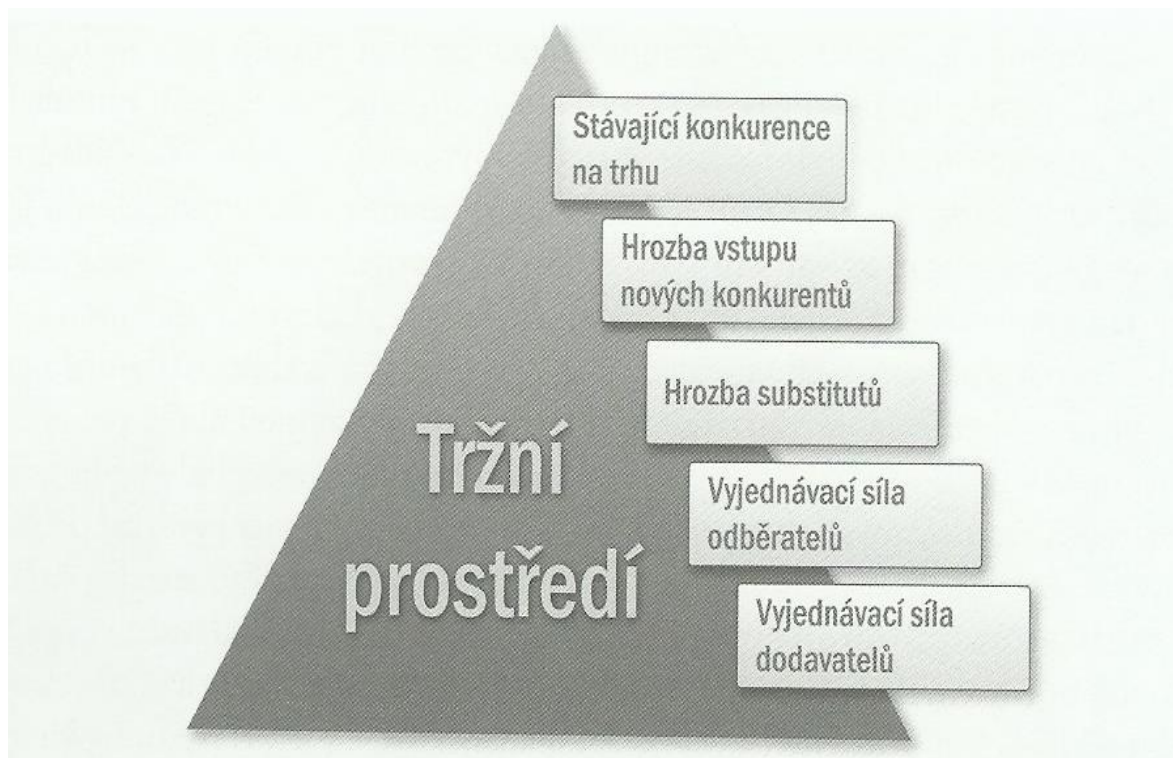 Stávající konkurence
na trhu
Hrozba vstupu
nových konkurentů
Hrozba substitutů
Tržní
prostředí
Vyjednávací síla
odběratelů
Vyjednávací síla
dodavatelů